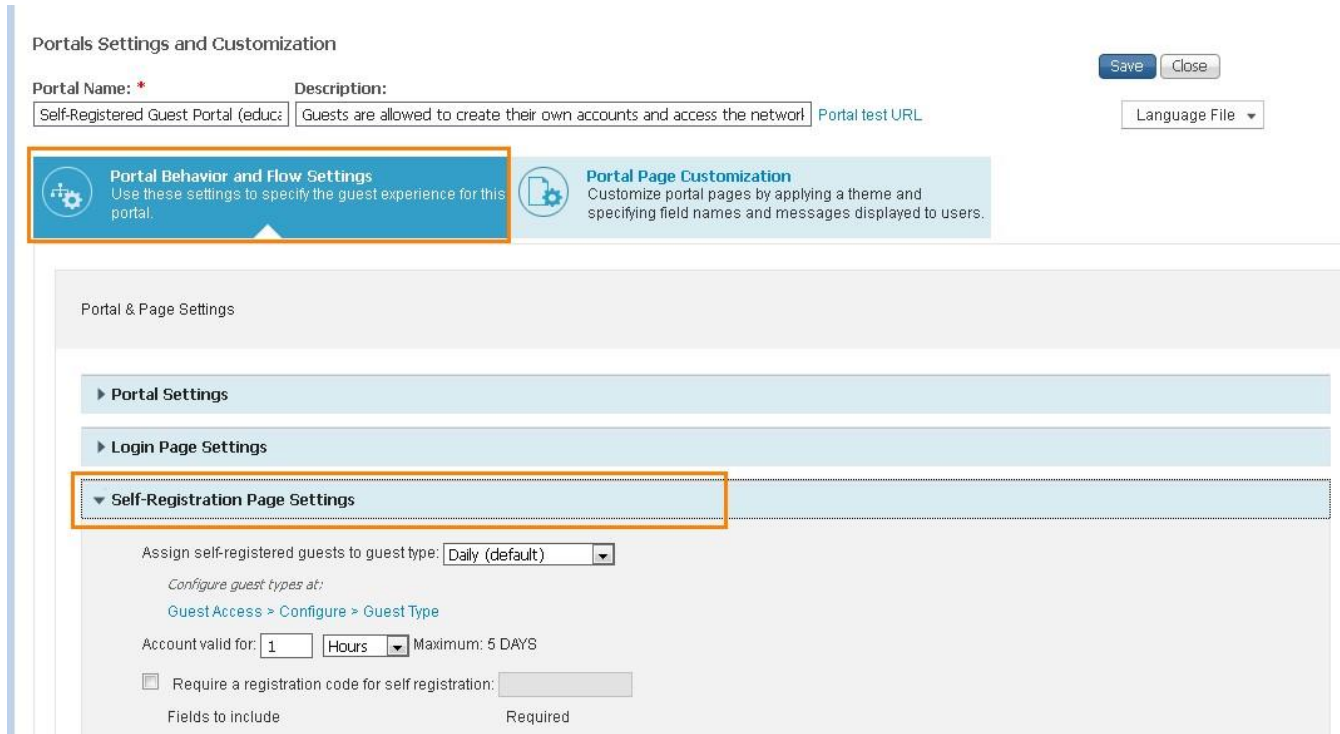 Portals Settings and Customization
Save Close
Portal Name: * Description:
Self-Registered Guest Portal (educa Guests are allowed to create their own accounts and access the network Portal test URL Language File
Portal Behavior and Flow Settings
Use these settings to specify the guest experience for this
portal.
Portal Page Customization
Customize portal pages by applying a theme and
specifying field names and messages displayed to users.
Portal & Page Settings
Portal Settings
Login Page Settings
Self-Registration Page Settings
Assign self-registered guests to guest type: Daily (default)
Configure guest types at:
Guest Access > Configure > Guest Type
Account valid for: 1 Hours Maximum: 5 DAYS
Require a registration code for self registration:
Fields to include Required